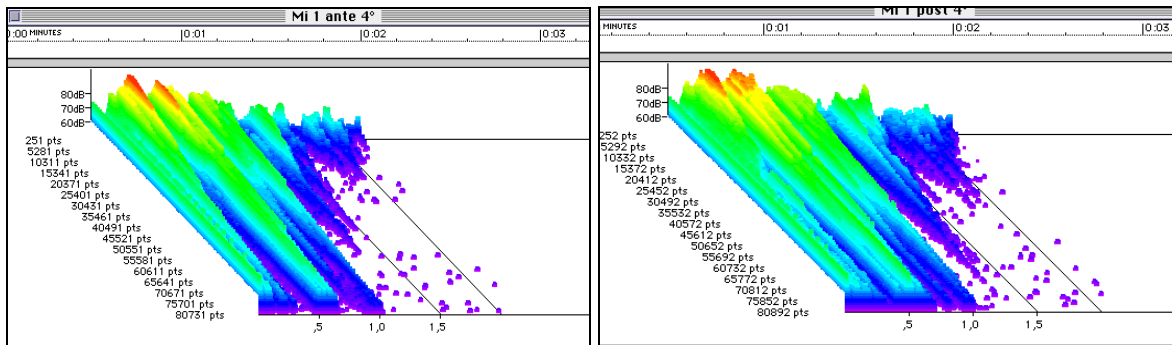 Mi 1 ante 4°
0:00 MINUTES 0:01 0:02 0:03
80dB
70dB
60dB
251 pts
5281 pts
10311 pts
15341 pts
20371 pts
25401 pts
30431 pts
35461 pts
40491 pts
45521 pts
50551 pts
55581 pts
60611 pts
65641 pts
70671 pts
75701 pts
80731 pts
,5 1,0 1,5
Mi 1 post 4°
MINUTES 0:01 0:02 0:03
80dB
70dB
60dB
252 pts
5292 pts
10332 pts
15372 pts
20412 pts
25452 pts
30492 pts
35532 pts
40572 pts
45612 pts
50652 pts
55692 pts
60732 pts
65772 pts
70812 pts
75852 pts
80892 pts
,5 1,0 1,5